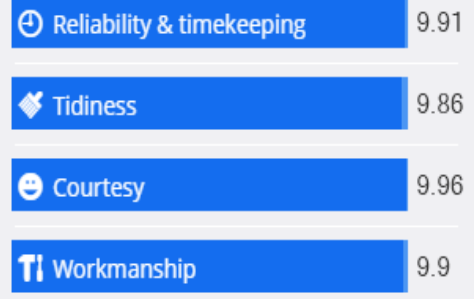 Reliability & timekeeping 9.91
Tidiness 9.86
Courtesy 9.96
Workmanship 9.9